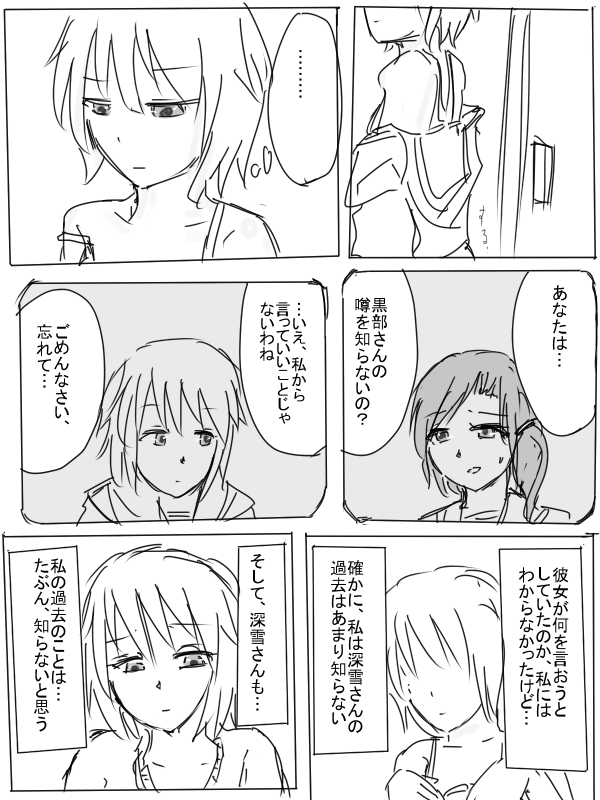 する
………
あなたは…
黒部さんの
噂を知らないの？
…いえ、私から
言っていいことじゃ
ないわね
ごめんなさい、
忘れて…
彼女が何を言おうと
していたのか、私には
わからなかったけど…
確かに、私は深雪さんの
過去はあまり知らない
そして、深雪さんも…
私の過去のことは…
たぶん、知らないと思う